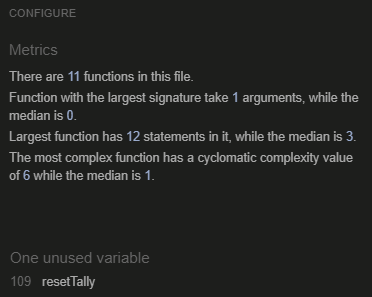 CONFIGURE
Metrics
There are 11 functions in this file.
Function with the largest signature take 1 arguments, while the
median is 0.
Largest function has 12 statements in it, while the median is 3.
The most complex function has a cyclomatic complexity value
of 6 while the median is 1.
One unused variable
109 resetTally